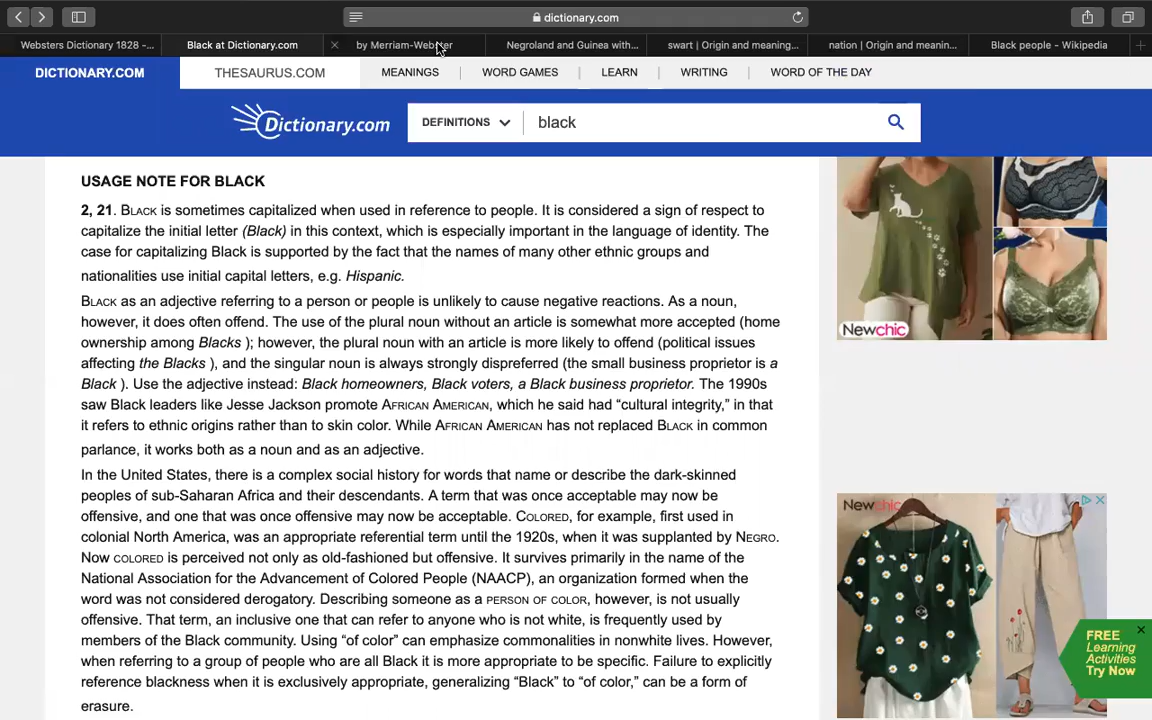 dictionary.com
Websters Dictionary 1828 -...
Black at Dictionary.com
by Merriam-Webster
Negroland and Guinea with...
swart | Origin and meaning...
nation | Origin and meanin...
Black people - Wikipedia
DICTIONARY.COM
THESAURUS.COM
MEANINGS
WORD GAMES
LEARN
WRITING
WORD OF THE DAY
Dictionary.com
DEFINITIONS
black
USAGE NOTE FOR BLACK
2, 21. BLACK is sometimes capitalized when used in reference to people. It is considered a sign of respect to
capitalize the initial letter (Black) in this context, which is especially important in the language of identity. The
case for capitalizing Black is supported by the fact that the names of many other ethnic groups and
nationalities use initial capital letters, e.g. Hispanic.
BLACK as an adjective referring to a person or people is unlikely to cause negative reactions. As a noun,
however, it does often offend. The use of the plural noun without an article is somewhat more accepted (home
ownership among Blacks ); however, the plural noun with an article is more likely to offend (political issues
affecting the Blacks ), and the singular noun is always strongly dispreferred (the small business proprietor is a
Black ). Use the adjective instead: Black homeowners, Black voters, a Black business proprietor. The 1990s
saw Black leaders like Jesse Jackson promote AFRICAN AMERICAN, which he said had “cultural integrity,” in that
it refers to ethnic origins rather than to skin color. While AFRICAN AMERICAN has not replaced BLACK in common
parlance, it works both as a noun and as an adjective.
In the United States, there is a complex social history for words that name or describe the dark-skinned
peoples of sub-Saharan Africa and their descendants. A term that was once acceptable may now be
offensive, and one that was once offensive may now be acceptable. COLORED, for example, first used in
colonial North America, was an appropriate referential term until the 1920s, when it was supplanted by NEGRO.
Now COLORED is perceived not only as old-fashioned but offensive. It survives primarily in the name of the
National Association for the Advancement of Colored People (NAACP), an organization formed when the
word was not considered derogatory. Describing someone as a PERSON OF COLOR, however, is not usually
offensive. That term, an inclusive one that can refer to anyone who is not white, is frequently used by
members of the Black community. Using “of color” can emphasize commonalities in nonwhite lives. However,
when referring to a group of people who are all Black it is more appropriate to be specific. Failure to explicitly
reference blackness when it is exclusively appropriate, generalizing “Black” to “of color,” can be a form of
erasure.
Newchic
Newchic
FREE
Learning
Activities
Try Now